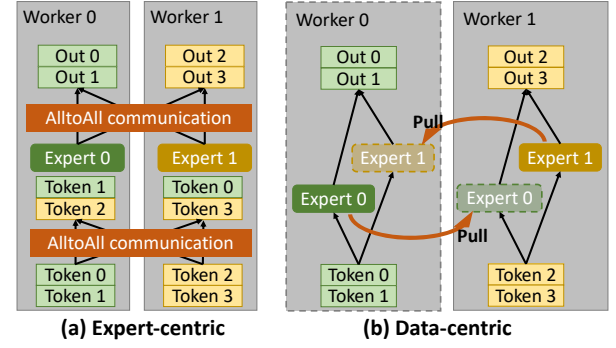 Worker 0
Out 0
Out 1
Worker 1
Out 2
Out 3
AlltoAll communication
Expert 0
Expert 1
Token 1
Token 2
Token 0
Token 3
AlltoAll communication
Token 0
Token 1
Token 2
Token 3
(a) Expert-centric
Worker 0
Out 0
Out 1
Worker 1
Out 2
Out 3
Pull
Expert 1
Expert 1
Expert 0
Expert 0
Pull
Token 0
Token 1
Token 2
Token 3
(b) Data-centric